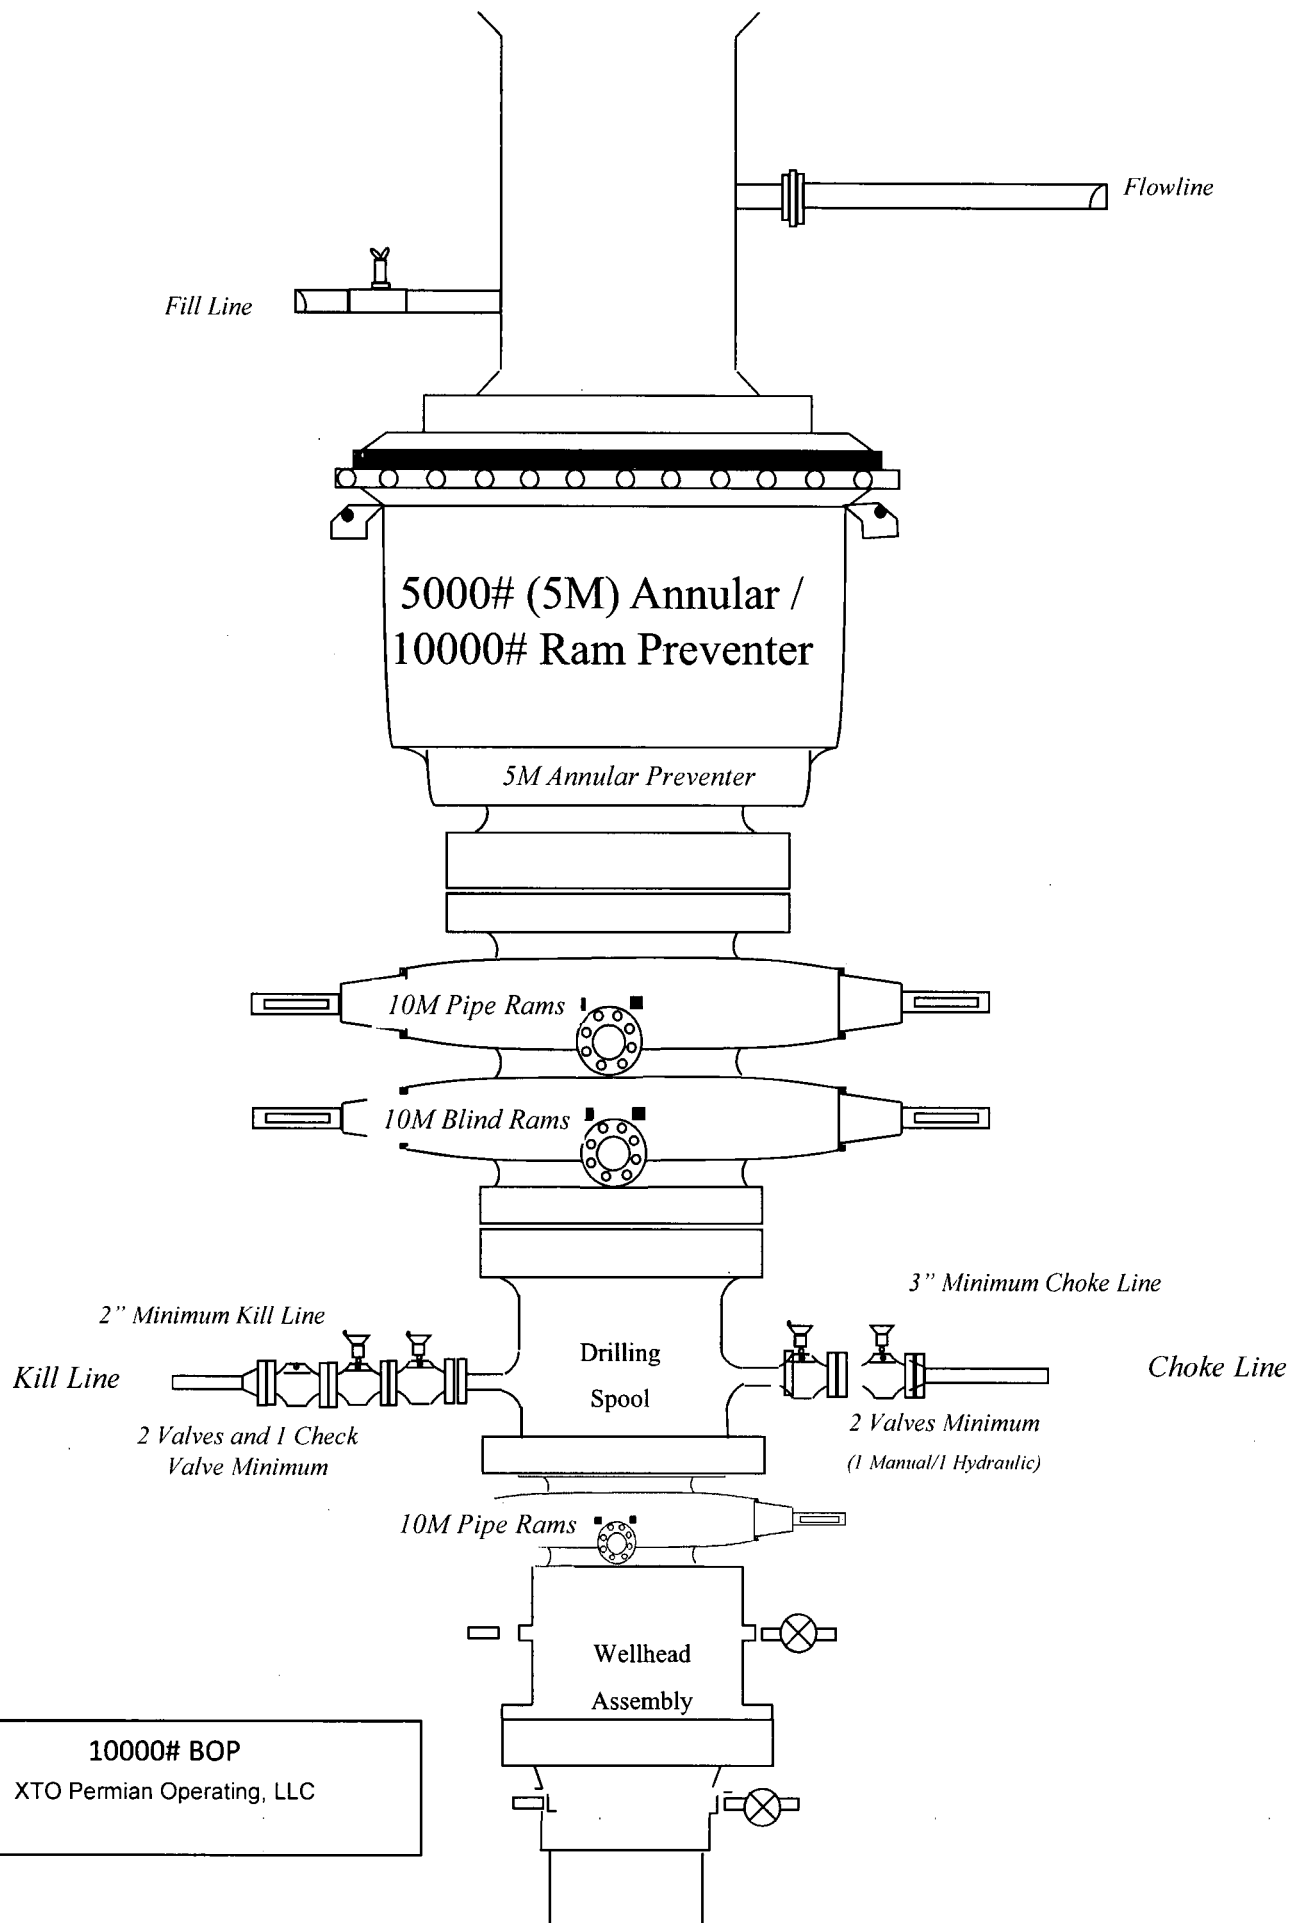 Flowline
Fill Line
5000# (5M) Annular /
10000# Ram Preventer
5M Annular Preventer
10M Pipe Rams
10M Blind Rams
3” Minimum Choke Line
2” Minimum Kill Line
Drilling
Spool
Kill Line
Choke Line
2 Valves and 1 Check
Valve Minimum
2 Valves Minimum
(1 Manual/1 Hydraulic)
10M Pipe Rams
Wellhead
Assembly
10000# BOP
XTO Permian Operating, LLC